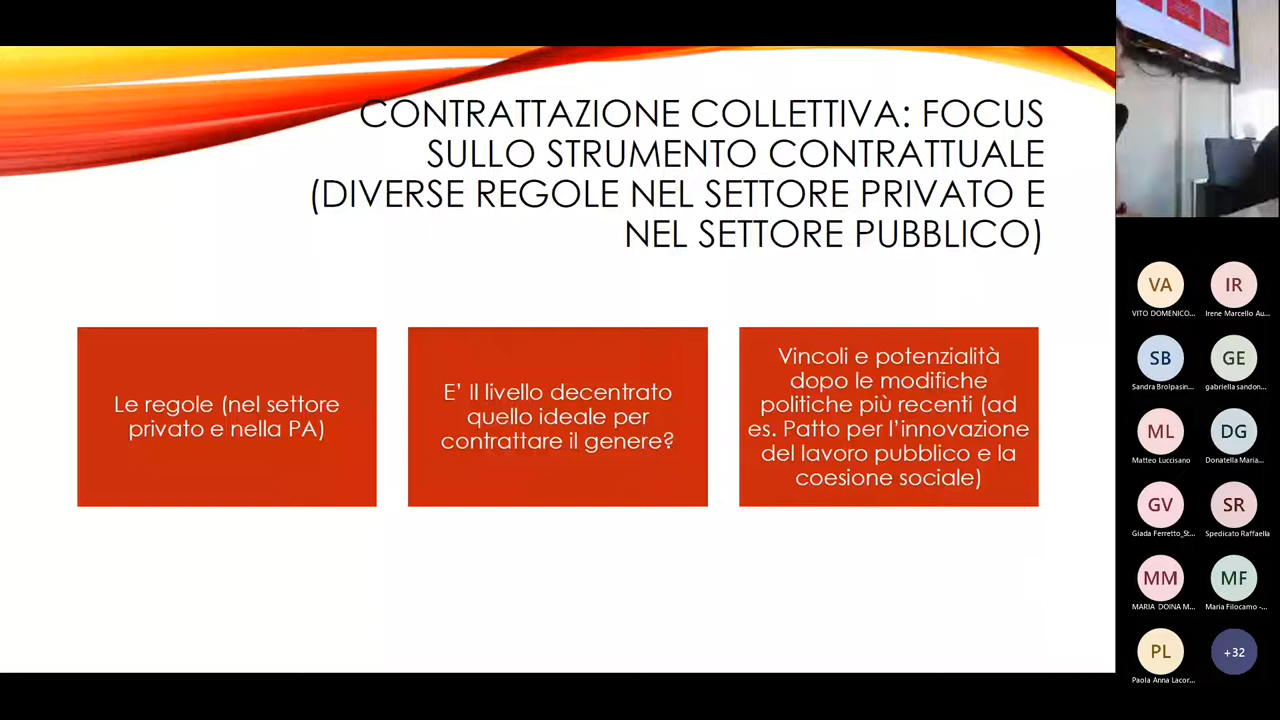 CONTRATTAZIONE COLLETTIVA: FOCUS
SULLO STRUMENTO CONTRATTUALE
(DIVERSE REGOLE NEL SETTORE PRIVATO E
NEL SETTORE PUBBLICO)
Le regole (nel settore
privato e nella PA)
E' Il livello decentrato
quello ideale per
contrattare il genere?
Vincoli e potenzialità
dopo le modifiche
politiche più recenti (ad
es. Patto per l'innovazione
del lavoro pubblico e la
coesione sociale)
VA
VITO DOMENICO...
IR
Irene Marcello Au...
SB
Sandra Brolpasin...
GE
gabriella sandon...
ML
Matteo Luccisano
DG
Donatella Maria...
GV
Giada Ferretto_St...
SR
Spedicato Raffaella
MM
MARIA DOINA M...
MF
Maria Filocamo -...
PL
Paola Anna Lacor...
+32